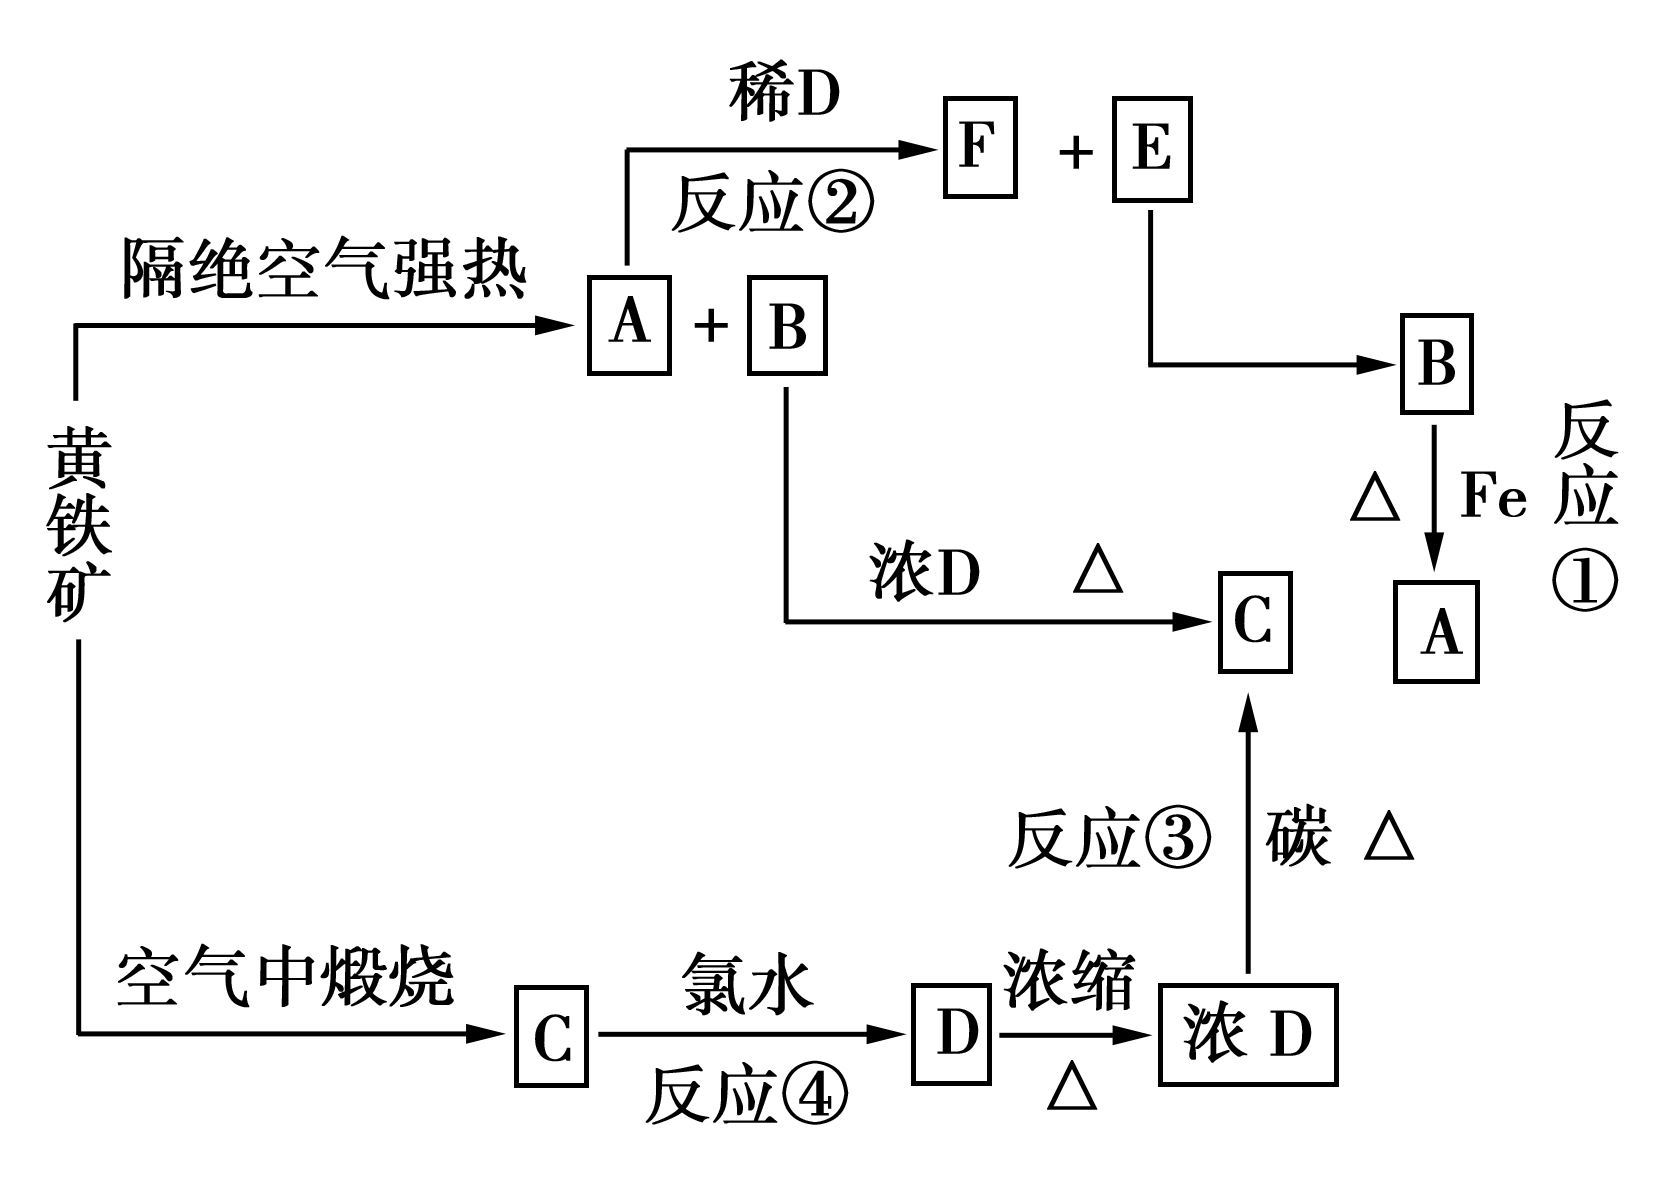 稀D
反应②
F + E
隔绝空气强热
A + B
B
黄铁矿
△ Fe
反应①
浓D △
C
A
反应③ 碳 △
空气中煅烧
C
氯水
反应④
D
浓缩
△
浓 D